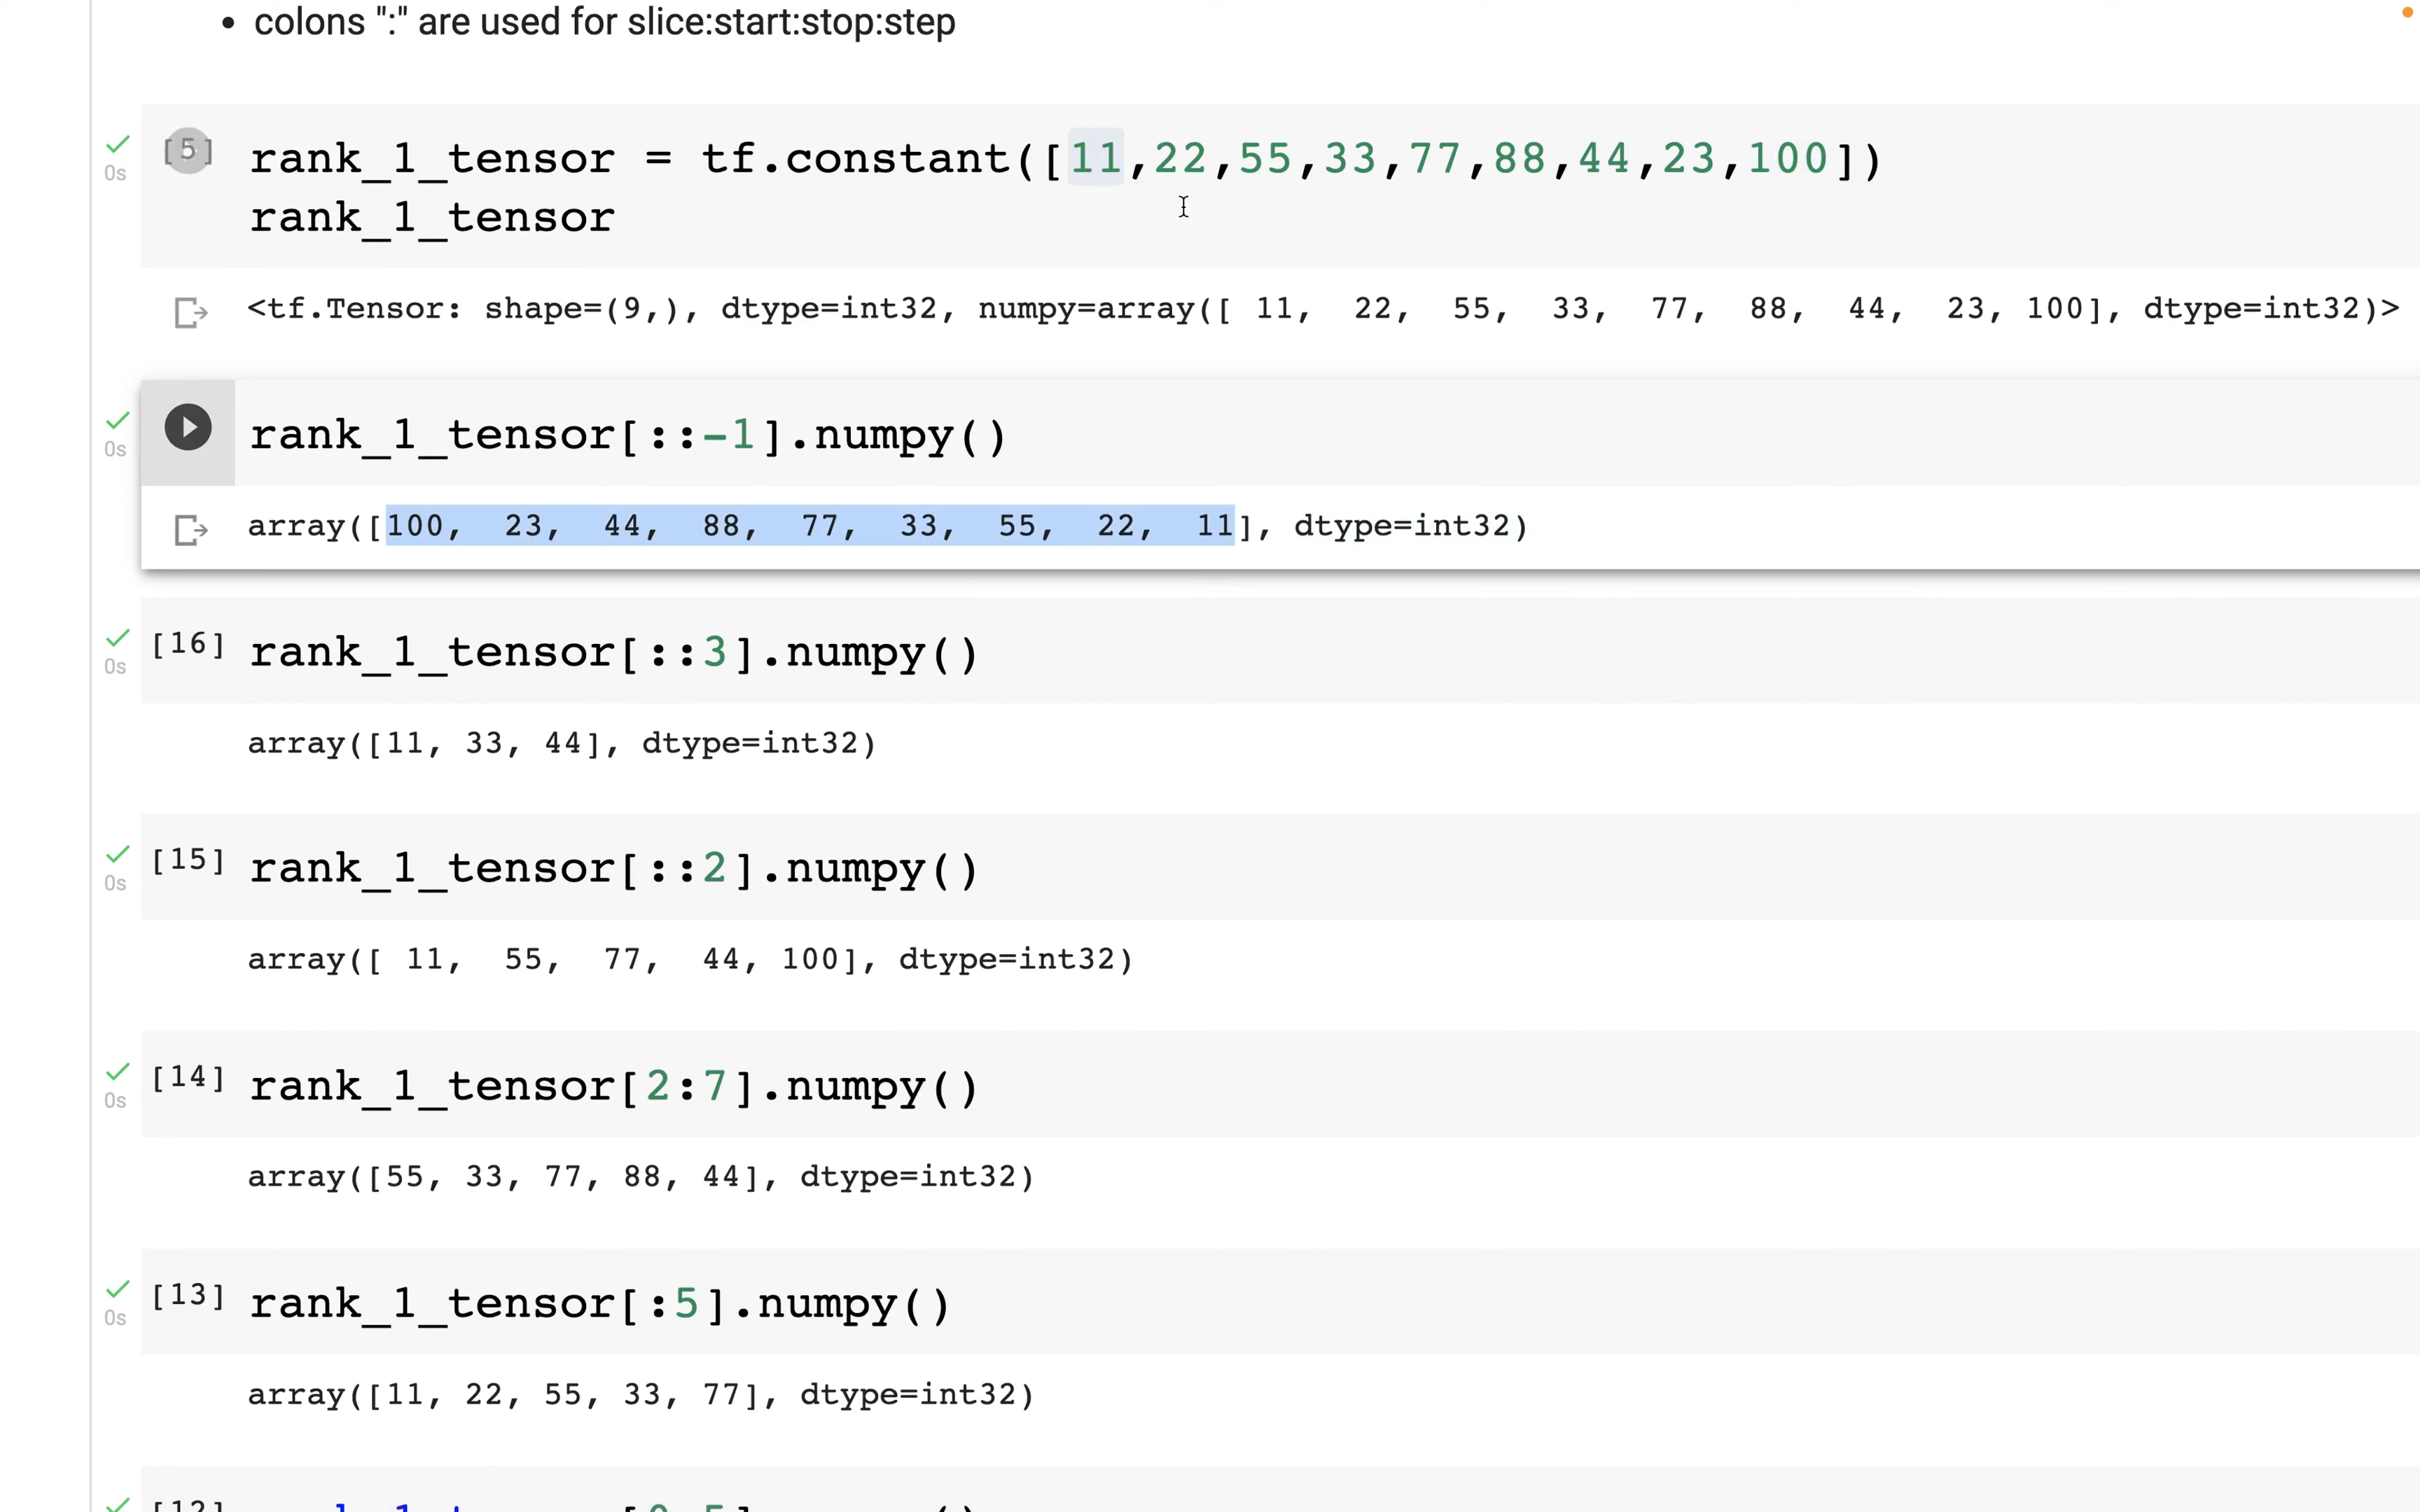 colons ":" are used for slice:start:stop:step
[5] rank_1_tensor = tf.constant([11,22,55,33,77,88,44,23,100])
0s
rank_1_tensor
<tf.Tensor: shape=(9,), dtype=int32, numpy=array([ 11,  22,  55,  33,  77,  88,  44,  23, 100], dtype=int32)>
rank_1_tensor[::-1].numpy()
0s
array([100,  23,  44,  88,  77,  33,  55,  22,  11], dtype=int32)
[16] rank_1_tensor[::3].numpy()
0s
array([11, 33, 44], dtype=int32)
[15] rank_1_tensor[::2].numpy()
0s
array([ 11,  55,  77,  44, 100], dtype=int32)
[14] rank_1_tensor[2:7].numpy()
0s
array([55, 33, 77, 88, 44], dtype=int32)
[13] rank_1_tensor[:5].numpy()
0s
array([11, 22, 55, 33, 77], dtype=int32)
[12]